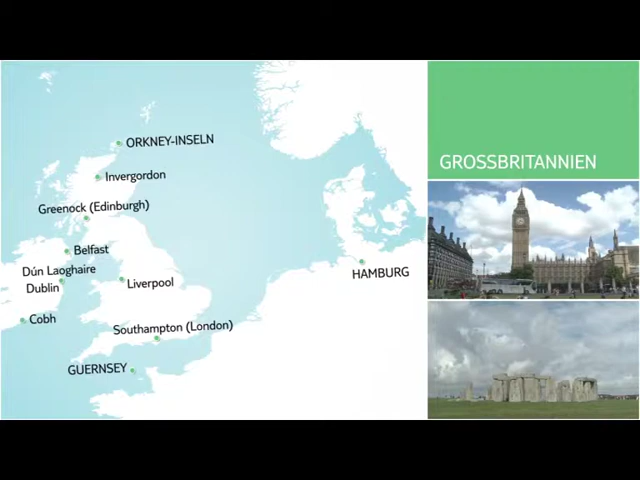 ORKNEY-INSELN
Invergordon
Greenock (Edinburgh)
Belfast
Dún Laoghaire
Dublin
Liverpool
Cobh
Southampton (London)
GUERNSEY
HAMBURG
GROSSBRITANNIEN